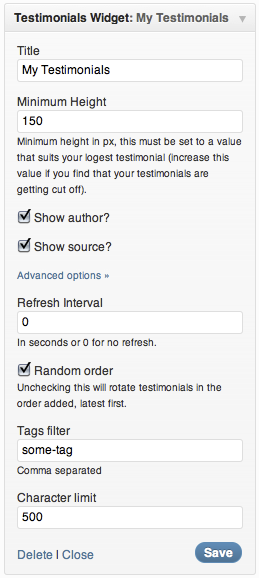 Testimonials Widget: My Testimonials
Title
My Testimonials
Minimum Height
150
Minimum height in px, this must be set to a value
that suits your logest testimonial (increase this
value if you find that your testimonials are
getting cut off).
Show author?
Show source?
Advanced options »
Refresh Interval
0
In seconds or 0 for no refresh.
Random order
Unchecking this will rotate testimonials in the
order added, latest first.
Tags filter
some-tag
Comma separated
Character limit
500
Delete | Close
Save